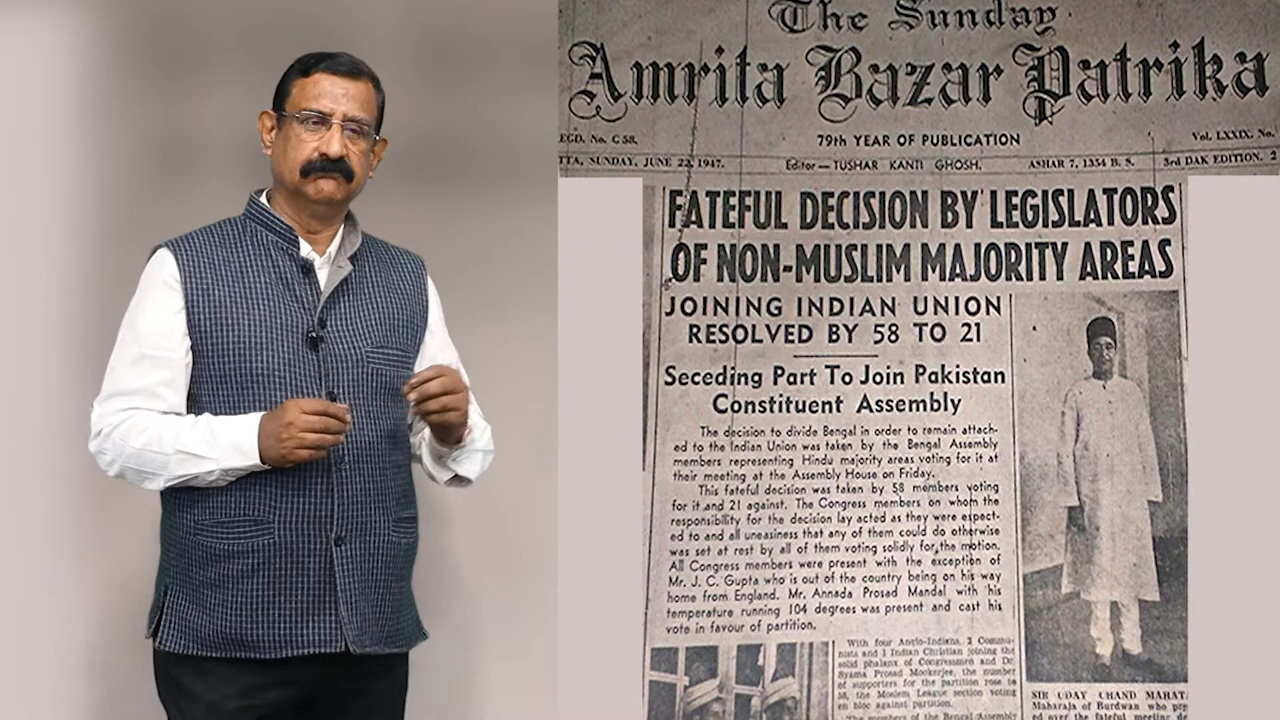 The Sunday
Amrita Bazar Patrika
EGD. No. C 58.
79th YEAR OF PUBLICATION
Vol. LXXIX. No.
TTA, SUNDAY, JUNE 22, 1947.
Editor — TUSHAR KANTI GHOSH.
ASHAR 7, 1354 B. S.
3rd DAK EDITION. 2
FATEFUL DECISION BY LEGISLATORS
OF NON-MUSLIM MAJORITY AREAS
JOINING INDIAN UNION
RESOLVED BY 58 TO 21
Seceding Part To Join Pakistan
Constituent Assembly
The decision to divide Bengal in order to remain attach-
ed to the Indian Union was taken by the Bengal Assembly
members representing Hindu majority areas voting for it at
their meeting at the Assembly House on Friday.
This fateful decision was taken by 58 members voting
for it and 21 against. The Congress members on whom the
responsibility for the decision lay acted as they were expect-
ed to and all uneasiness that any of them could do otherwise
was set at rest by all of them voting solidly for the motion.
All Congress members were present with the exception of
Mr. J. C. Gupta who is out of the country being on his way
home from England. Mr. Annada Prosad Mandal with his
temperature running 104 degrees was present and cast his
vote in favour of partition.
With four Anglo-Indians, 2 Commu-
nists and 1 Indian Christian joining the
solid phalanx of Congressmen and Dr.
Syama Prosad Mookerjee, the number
of supporters for the partition rose to
58, the Moslem League section voting
en bloc against partition.
The members of the Bengal Assembly
SIR UDAY CHAND MAHAT
Maharaja of Burdwan who pre
ed over the fateful meeting